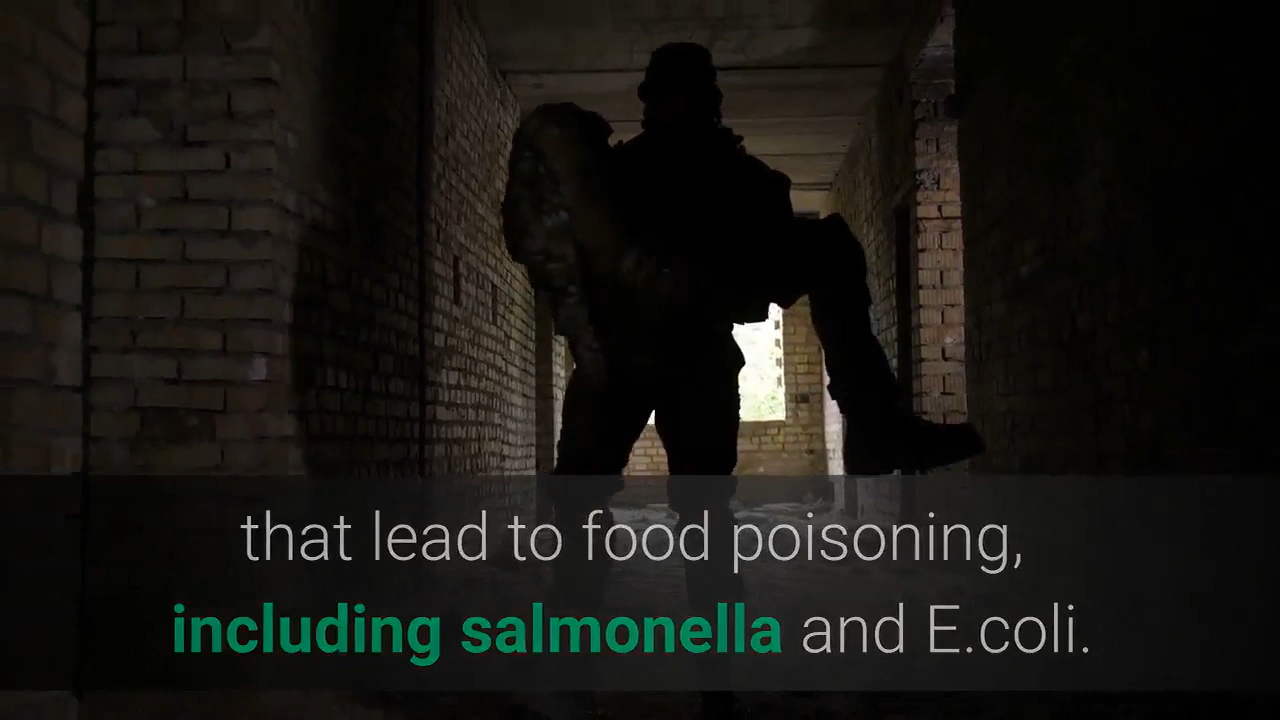 that lead to food poisoning,
including salmonella and E.coli.